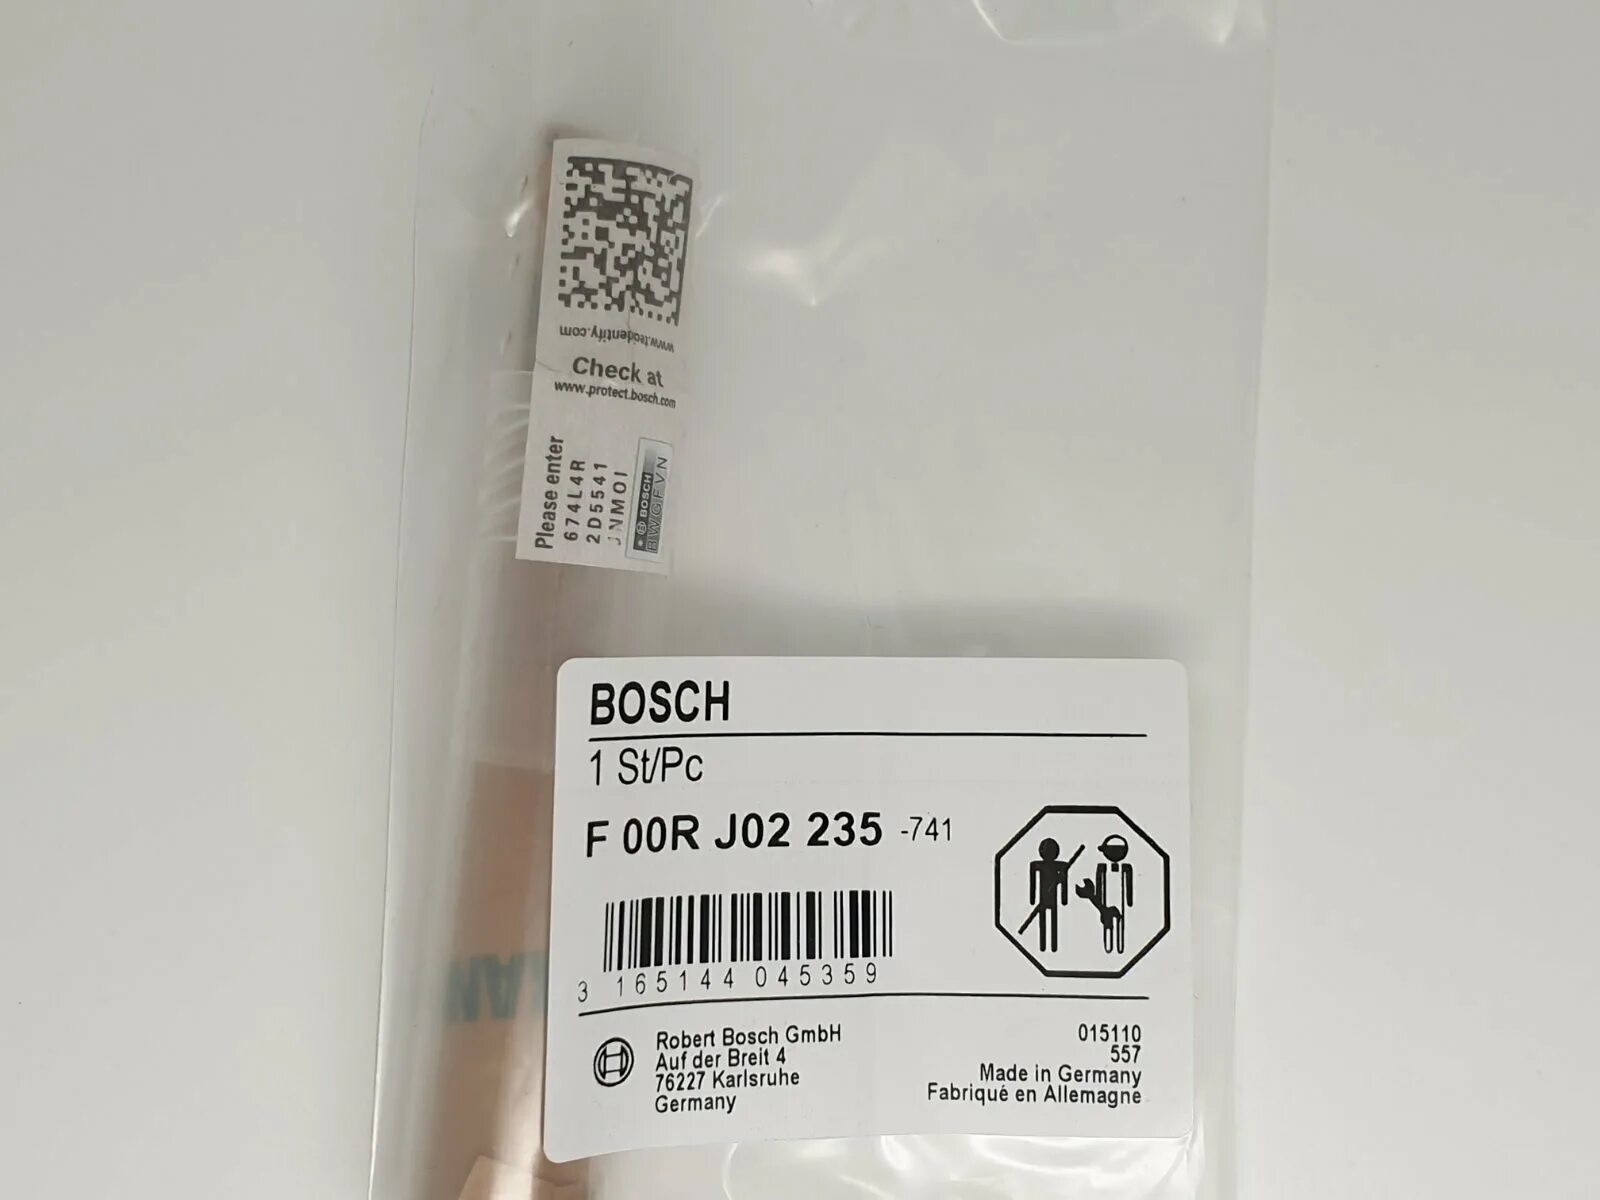 www.tecidentify.com
Check at
www.protect.bosch.com
Please enter
674L4R
2D5541
JNMOI
BOSCH
BWGFVN
BOSCH
1 St/Pc
F 00R J02 235 -741
3 165144 045359
Robert Bosch GmbH
Auf der Breit 4
76227 Karlsruhe
Germany
015110
557
Made in Germany
Fabriqué en Allemagne